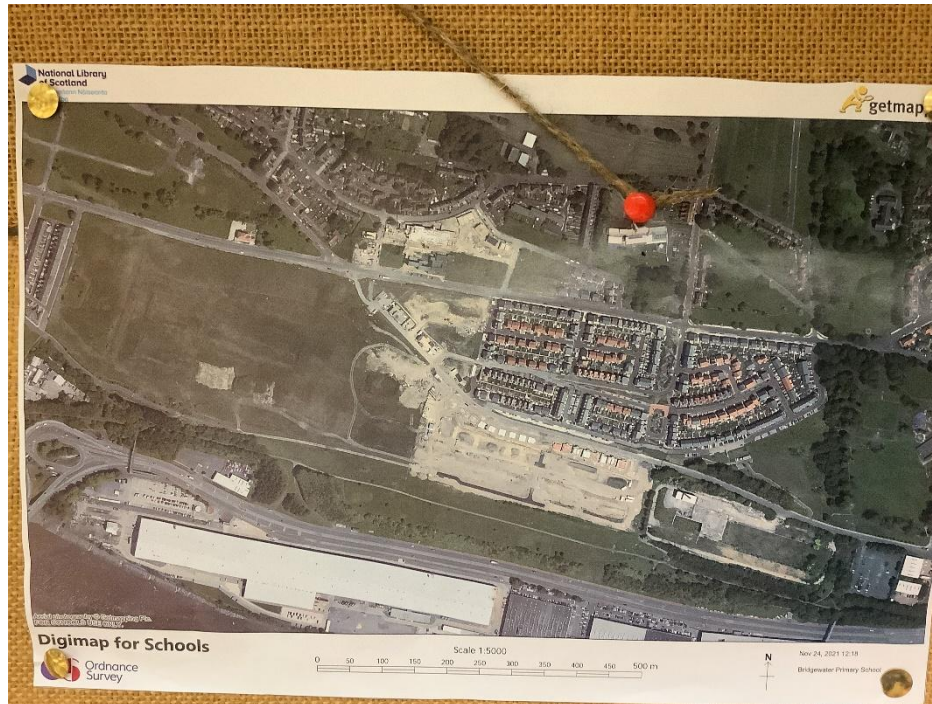 National Library
of Scotland
getmap
Digimap for Schools
Ordnance
Survey
Scale 1:5000
0 50 100 150 200 250 300 350 400 450 500 m
N
Nov 24, 2021 12:18
Bridgewater Primary School